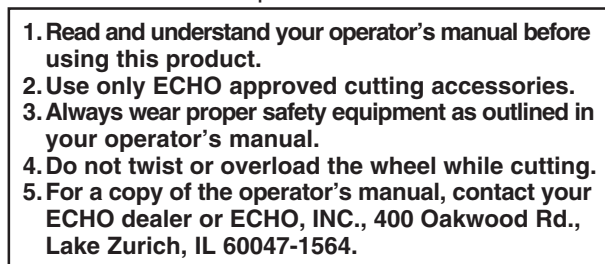 1. Read and understand your operator's manual before
using this product.
2. Use only ECHO approved cutting accessories.
3. Always wear proper safety equipment as outlined in
your operator's manual.
4. Do not twist or overload the wheel while cutting.
5. For a copy of the operator's manual, contact your
ECHO dealer or ECHO, INC., 400 Oakwood Rd.,
Lake Zurich, IL 60047-1564.